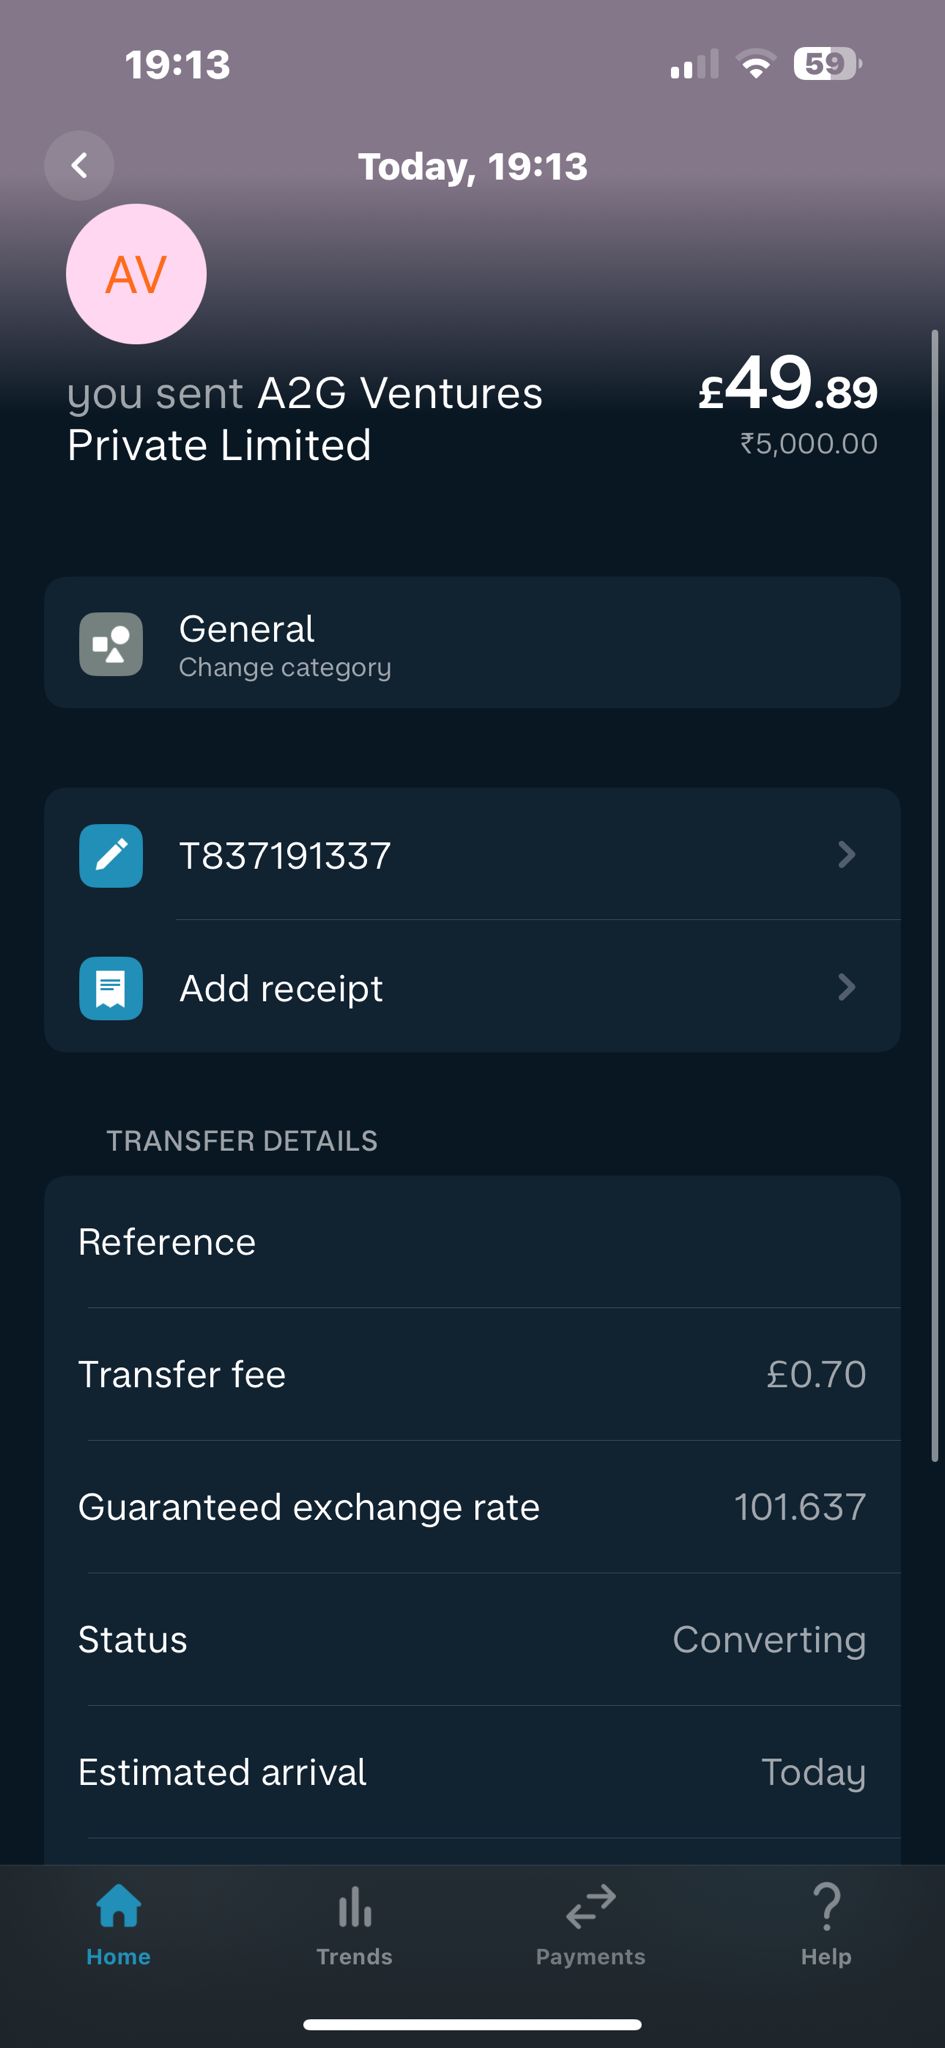 19:13
59
Today, 19:13
AV
you sent A2G Ventures
Private Limited
£49.89
₹5,000.00
General
Change category
T837191337
Add receipt
TRANSFER DETAILS
Reference
Transfer fee £0.70
Guaranteed exchange rate 101.637
Status Converting
Estimated arrival Today
Home Trends Payments Help